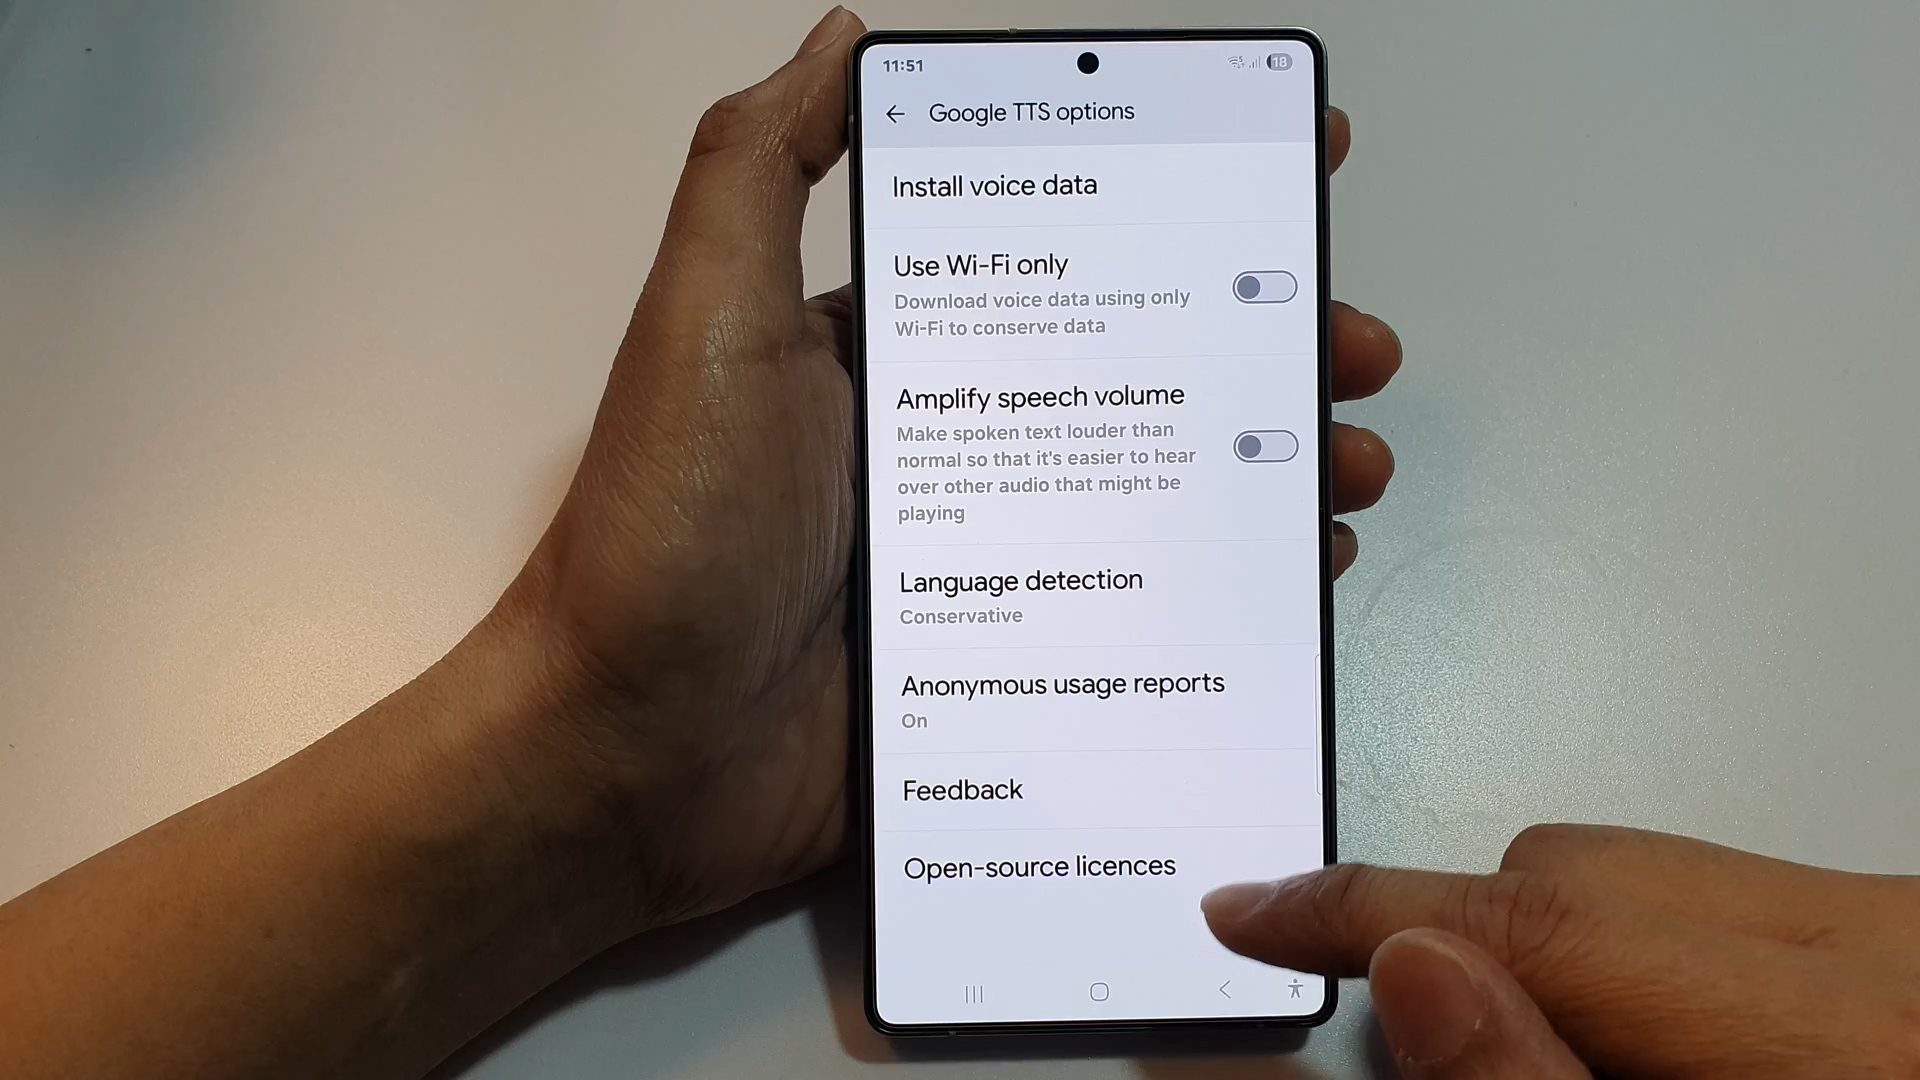 11:51
18
Google TTS options
Install voice data
Use Wi-Fi only
Download voice data using only
Wi-Fi to conserve data
Amplify speech volume
Make spoken text louder than
normal so that it's easier to hear
over other audio that might be
playing
Language detection
Conservative
Anonymous usage reports
On
Feedback
Open-source licences